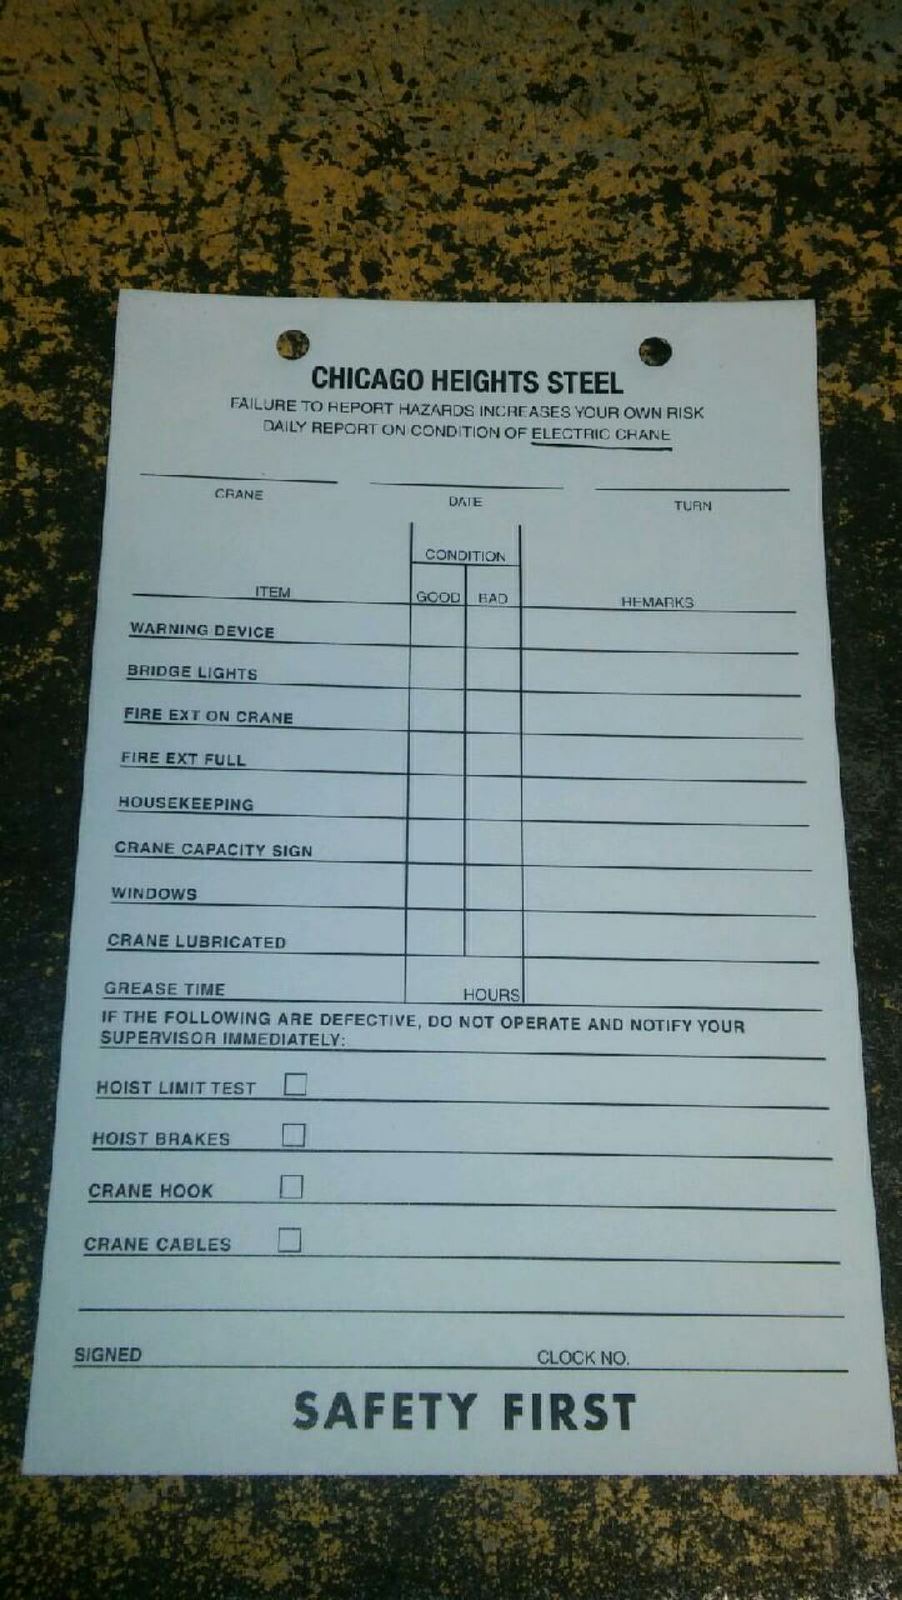 CHICAGO HEIGHTS STEEL
FAILURE TO REPORT HAZARDS INCREASES YOUR OWN RISK
DAILY REPORT ON CONDITION OF ELECTRIC CRANE
CRANE DATE TURN
CONDITION
ITEM GOOD BAD REMARKS
WARNING DEVICE
BRIDGE LIGHTS
FIRE EXT ON CRANE
FIRE EXT FULL
HOUSEKEEPING
CRANE CAPACITY SIGN
WINDOWS
CRANE LUBRICATED
GREASE TIME HOURS
IF THE FOLLOWING ARE DEFECTIVE, DO NOT OPERATE AND NOTIFY YOUR
SUPERVISOR IMMEDIATELY:
HOIST LIMIT TEST
HOIST BRAKES
CRANE HOOK
CRANE CABLES
SIGNED CLOCK NO.
SAFETY FIRST